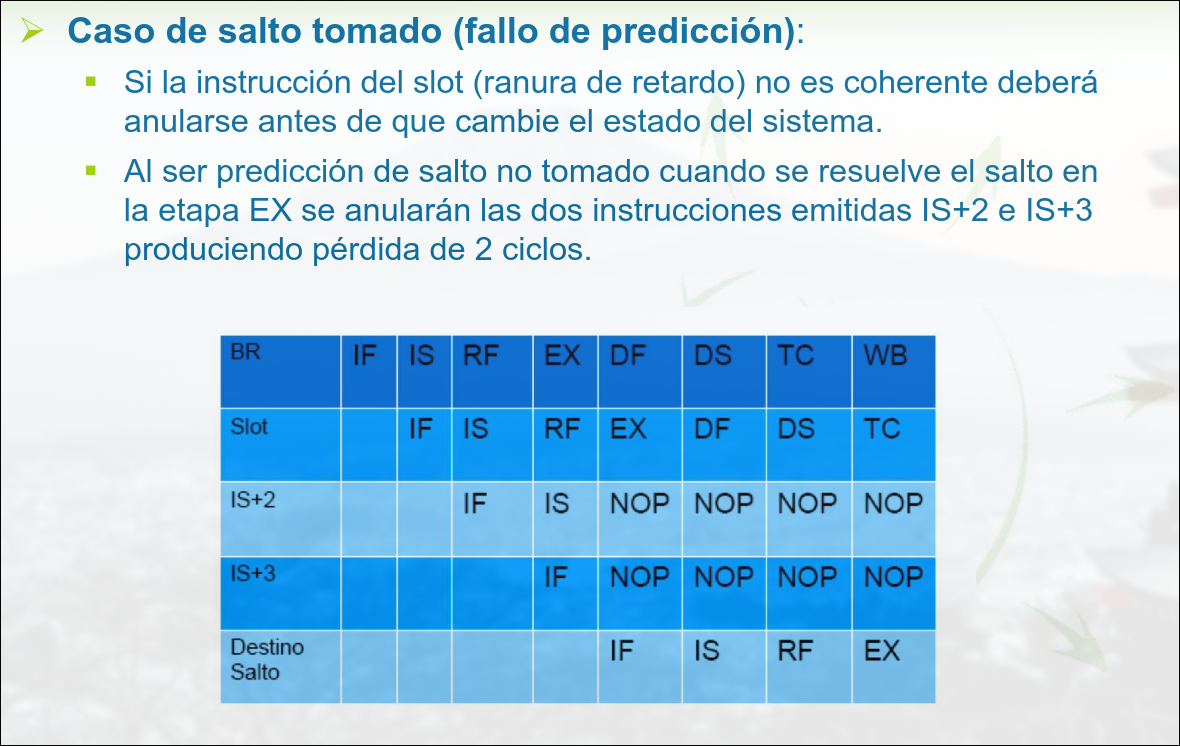 Caso de salto tomado (fallo de predicción):
Si la instrucción del slot (ranura de retardo) no es coherente deberá
anularse antes de que cambie el estado del sistema.
Al ser predicción de salto no tomado cuando se resuelve el salto en
la etapa EX se anularán las dos instrucciones emitidas IS+2 e IS+3
produciendo pérdida de 2 ciclos.
BR IF IS RF EX DF DS TC WB
Slot IF IS RF EX DF DS TC
IS+2 IF IS NOP NOP NOP NOP
IS+3 IF NOP NOP NOP NOP
Destino IF IS RF EX
Salto